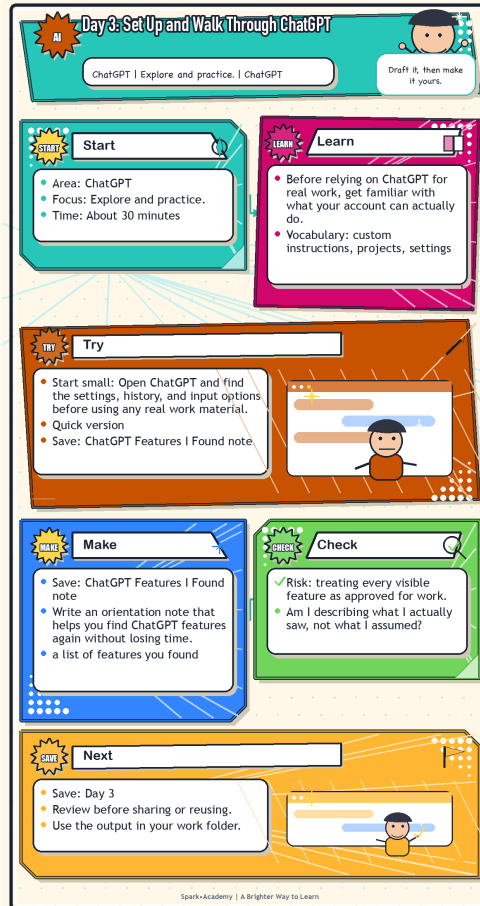 AI
Day 3: Set Up and Walk Through ChatGPT
ChatGPT | Explore and practice. | ChatGPT
Draft it, then make
it yours.
START
Start
Area: ChatGPT
Focus: Explore and practice.
Time: About 30 minutes
LEARN
Learn
Before relying on ChatGPT for
real work, get familiar with
what your account can actually
do.
Vocabulary: custom
instructions, projects, settings
TRY
Try
Start small: Open ChatGPT and find
the settings, history, and input options
before using any real work material.
Quick version
Save: ChatGPT Features I Found note
MAKE
Make
Save: ChatGPT Features I Found
note
Write an orientation note that
helps you find ChatGPT features
again without losing time.
a list of features you found
CHECK
Check
Risk: treating every visible
feature as approved for work.
Am I describing what I actually
saw, not what I assumed?
SAVE
Next
Save: Day 3
Review before sharing or reusing.
Use the output in your work folder.
Spark•Academy | A Brighter Way to Learn